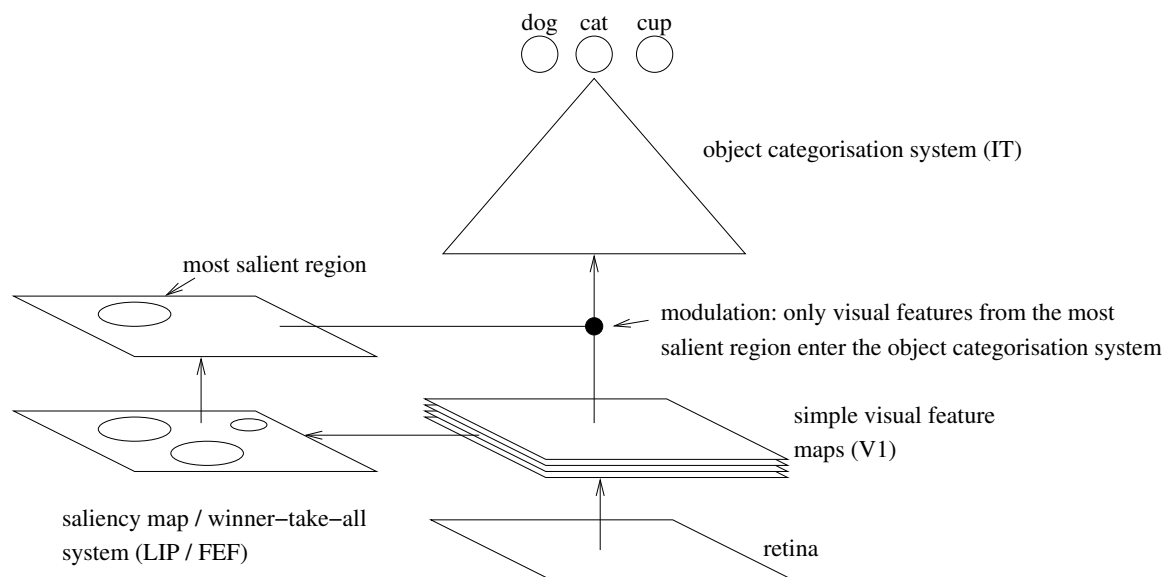 dog cat cup
object categorisation system (IT)
most salient region
modulation: only visual features from the most
salient region enter the object categorisation system
simple visual feature
maps (V1)
saliency map / winner−take−all
system (LIP / FEF)
retina